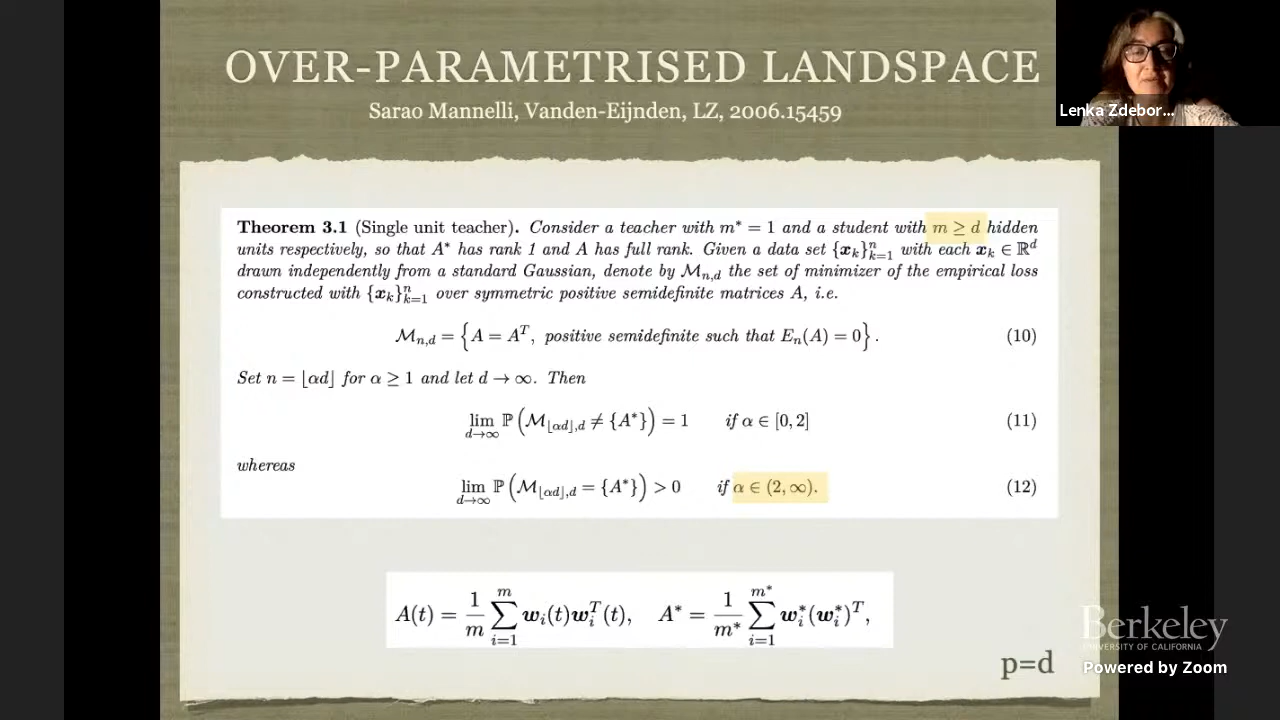 OVER-PARAMETRISED LANDSPACE
Sarao Mannelli, Vanden-Eijnden, LZ, 2006.15459
Lenka Zdebor...
Theorem 3.1 (Single unit teacher). Consider a teacher with m* = 1 and a student with m ≥ d hidden
units respectively, so that A* has rank 1 and A has full rank. Given a data set {x_k}_{k=1}^n with each x_k ∈ ℝ^d
drawn independently from a standard Gaussian, denote by M_{n,d} the set of minimizer of the empirical loss
constructed with {x_k}_{k=1}^n over symmetric positive semidefinite matrices A, i.e.
M_{n,d} = {A = A^T, positive semidefinite such that E_n(A) = 0}. (10)
Set n = ⌊αd⌋ for α ≥ 1 and let d → ∞. Then
lim_{d→∞} ℙ(M_{⌊αd⌋,d} ≠ {A*}) = 1 if α ∈ [0, 2] (11)
whereas
lim_{d→∞} ℙ(M_{⌊αd⌋,d} = {A*}) > 0 if α ∈ (2, ∞). (12)
A(t) = 1/m ∑_{i=1}^m w_i(t)w_i^T(t), A* = 1/m* ∑_{i=1}^{m*} w_i*(w_i*)^T,
p=d
Berkeley
UNIVERSITY OF CALIFORNIA
Powered by Zoom